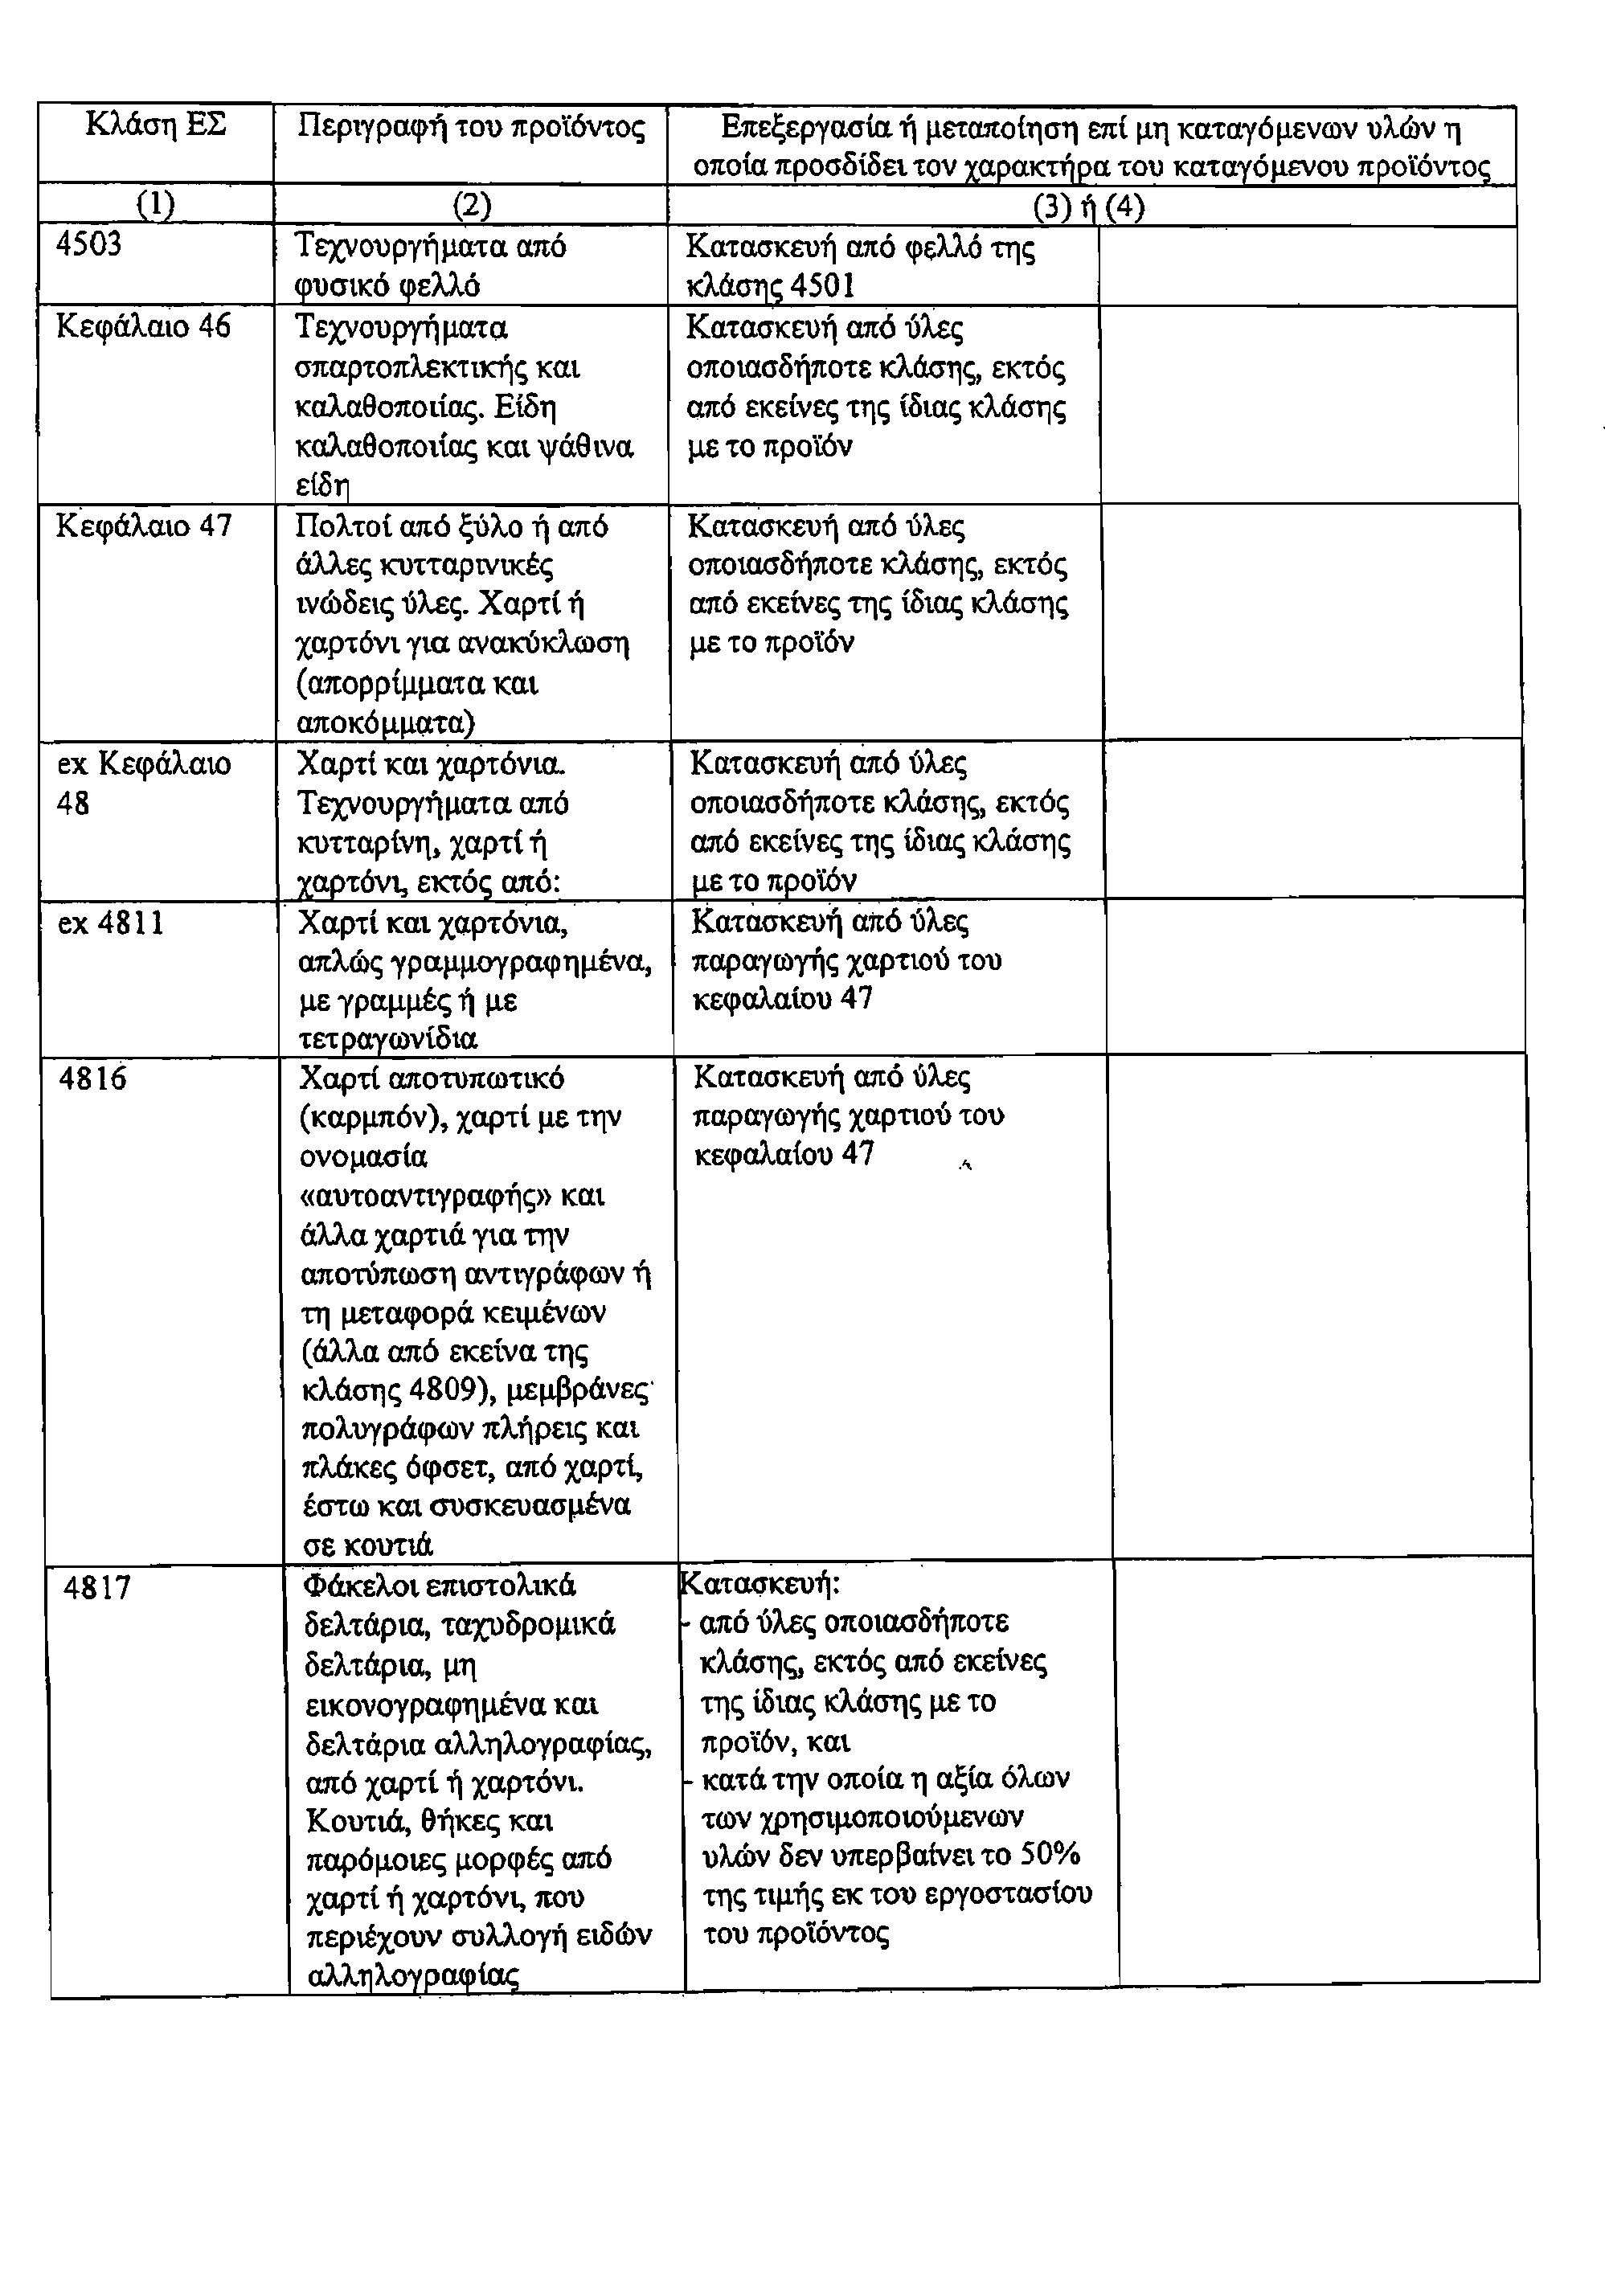 Κλάση ΕΣ
Περιγραφή του προϊόντος
Επεξεργασία ή μεταποίηση επί μη καταγόμενων υλών η
οποία προσδίδει τον χαρακτήρα του καταγόμενου προϊόντος
(1)
(2)
(3) ή (4)
4503
Τεχνουργήματα από
φυσικό φελλό
Κατασκευή από φελλό της
κλάσης 4501
Κεφάλαιο 46
Τεχνουργήματα
σπαρτοπλεκτικής και
καλαθοποιίας. Είδη
καλαθοποιίας και ψάθινα
είδη
Κατασκευή από ύλες
οποιασδήποτε κλάσης, εκτός
από εκείνες της ίδιας κλάσης
με το προϊόν
Κεφάλαιο 47
Πολτοί από ξύλο ή από
άλλες κυτταρινικές
ινώδεις ύλες. Χαρτί ή
χαρτόνι για ανακύκλωση
(απορρίμματα και
αποκόμματα)
Κατασκευή από ύλες
οποιασδήποτε κλάσης, εκτός
από εκείνες της ίδιας κλάσης
με το προϊόν
ex Κεφάλαιο
48
Χαρτί και χαρτόνια.
Τεχνουργήματα από
κυτταρίνη, χαρτί ή
χαρτόνι, εκτός από:
Κατασκευή από ύλες
οποιασδήποτε κλάσης, εκτός
από εκείνες της ίδιας κλάσης
με το προϊόν
ex 4811
Χαρτί και χαρτόνια,
απλώς γραμμογραφημένα,
με γραμμές ή με
τετραγωνίδια
Κατασκευή από ύλες
παραγωγής χαρτιού του
κεφαλαίου 47
4816
Χαρτί αποτυπωτικό
(καρμπόν), χαρτί με την
ονομασία
«αυτοαντιγραφής» και
άλλα χαρτιά για την
αποτύπωση αντιγράφων ή
τη μεταφορά κειμένων
(άλλα από εκείνα της
κλάσης 4809), μεμβράνες
πολυγράφων πλήρεις και
πλάκες όφσετ, από χαρτί,
έστω και συσκευασμένα
σε κουτιά
Κατασκευή από ύλες
παραγωγής χαρτιού του
κεφαλαίου 47
4817
Φάκελοι επιστολικά
δελτάρια, ταχυδρομικά
δελτάρια, μη
εικονογραφημένα και
δελτάρια αλληλογραφίας,
από χαρτί ή χαρτόνι.
Κουτιά, θήκες και
παρόμοιες μορφές από
χαρτί ή χαρτόνι, που
περιέχουν συλλογή ειδών
αλληλογραφίας
Κατασκευή:
- από ύλες οποιασδήποτε
κλάσης, εκτός από εκείνες
της ίδιας κλάσης με το
προϊόν, και
- κατά την οποία η αξία όλων
των χρησιμοποιούμενων
υλών δεν υπερβαίνει το 50%
της τιμής εκ του εργοστασίου
του προϊόντος